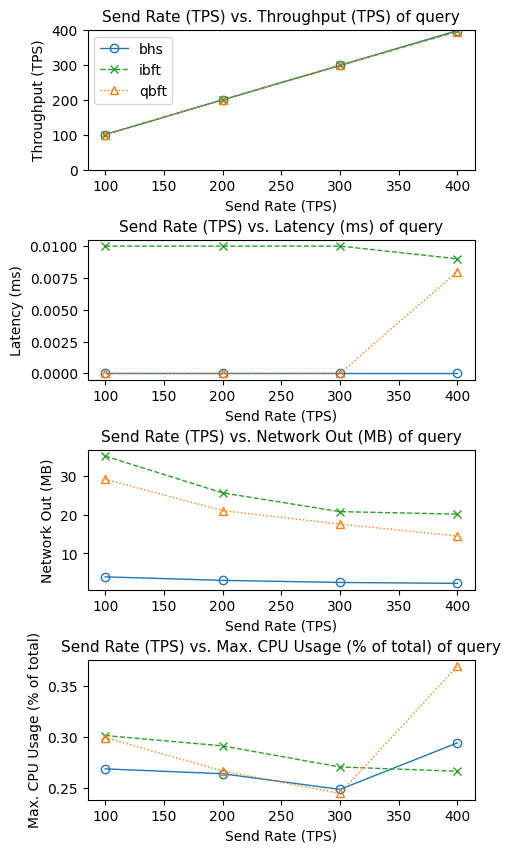 Send Rate (TPS) vs. Throughput (TPS) of query
400
300
200
100
0
Throughput (TPS)
bhs
ibft
qbft
100 150 200 250 300 350 400
Send Rate (TPS)
Send Rate (TPS) vs. Latency (ms) of query
0.0100
0.0075
0.0050
0.0025
0.0000
Latency (ms)
100 150 200 250 300 350 400
Send Rate (TPS)
Send Rate (TPS) vs. Network Out (MB) of query
30
20
10
Network Out (MB)
100 150 200 250 300 350 400
Send Rate (TPS)
Send Rate (TPS) vs. Max. CPU Usage (% of total) of query
0.35
0.30
0.25
Max. CPU Usage (% of total)
100 150 200 250 300 350 400
Send Rate (TPS)